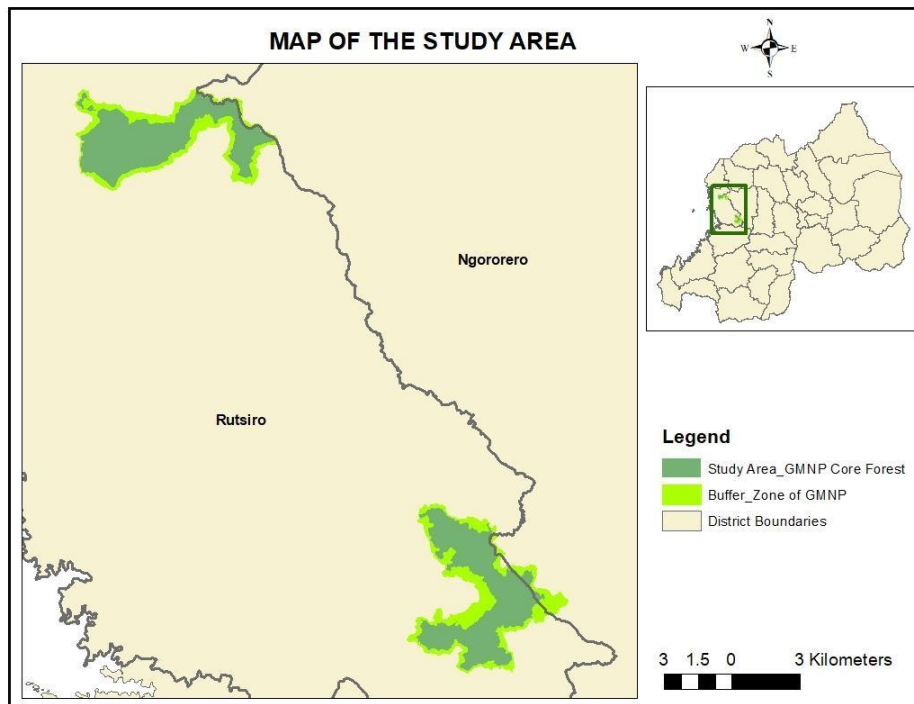 MAP OF THE STUDY AREA
N
W E
S
Ngororero
Rutsiro
Legend
Study Area_GMNP Core Forest
Buffer_Zone of GMNP
District Boundaries
3 1.5 0 3 Kilometers